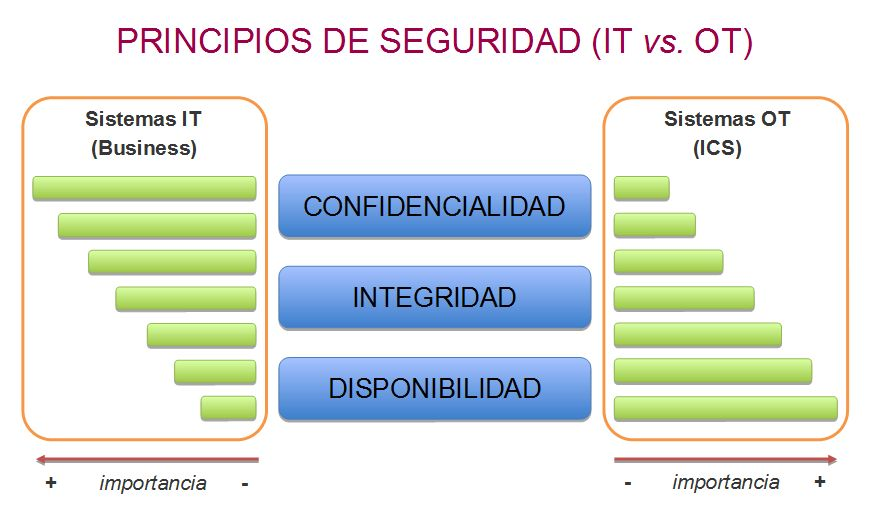 PRINCIPIOS DE SEGURIDAD (IT vs. OT)
Sistemas IT
(Business)
CONFIDENCIALIDAD
INTEGRIDAD
DISPONIBILIDAD
+ importancia -
Sistemas OT
(ICS)
- importancia +